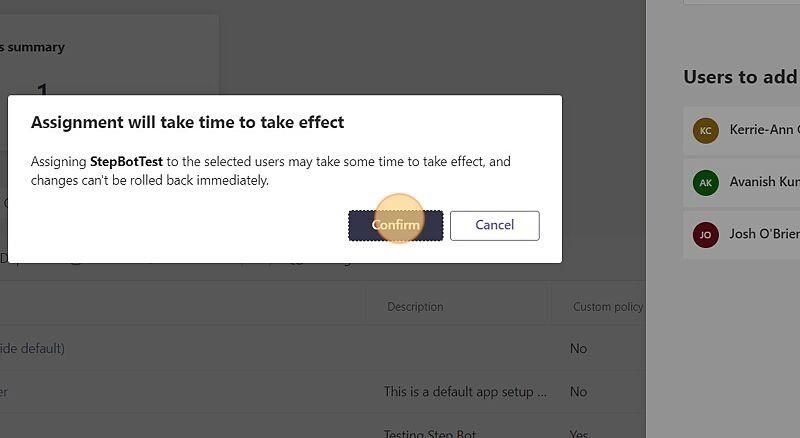 s summary
1
Users to add
KC Kerrie-Ann
AK Avanish Kun
JO Josh O'Brien
Assignment will take time to take effect
Assigning StepBotTest to the selected users may take some time to take effect, and
changes can't be rolled back immediately.
Confirm
Cancel
Description
Custom policy
ide default)
No
er
This is a default app setup ...
No
Testing Step Bot
Yes